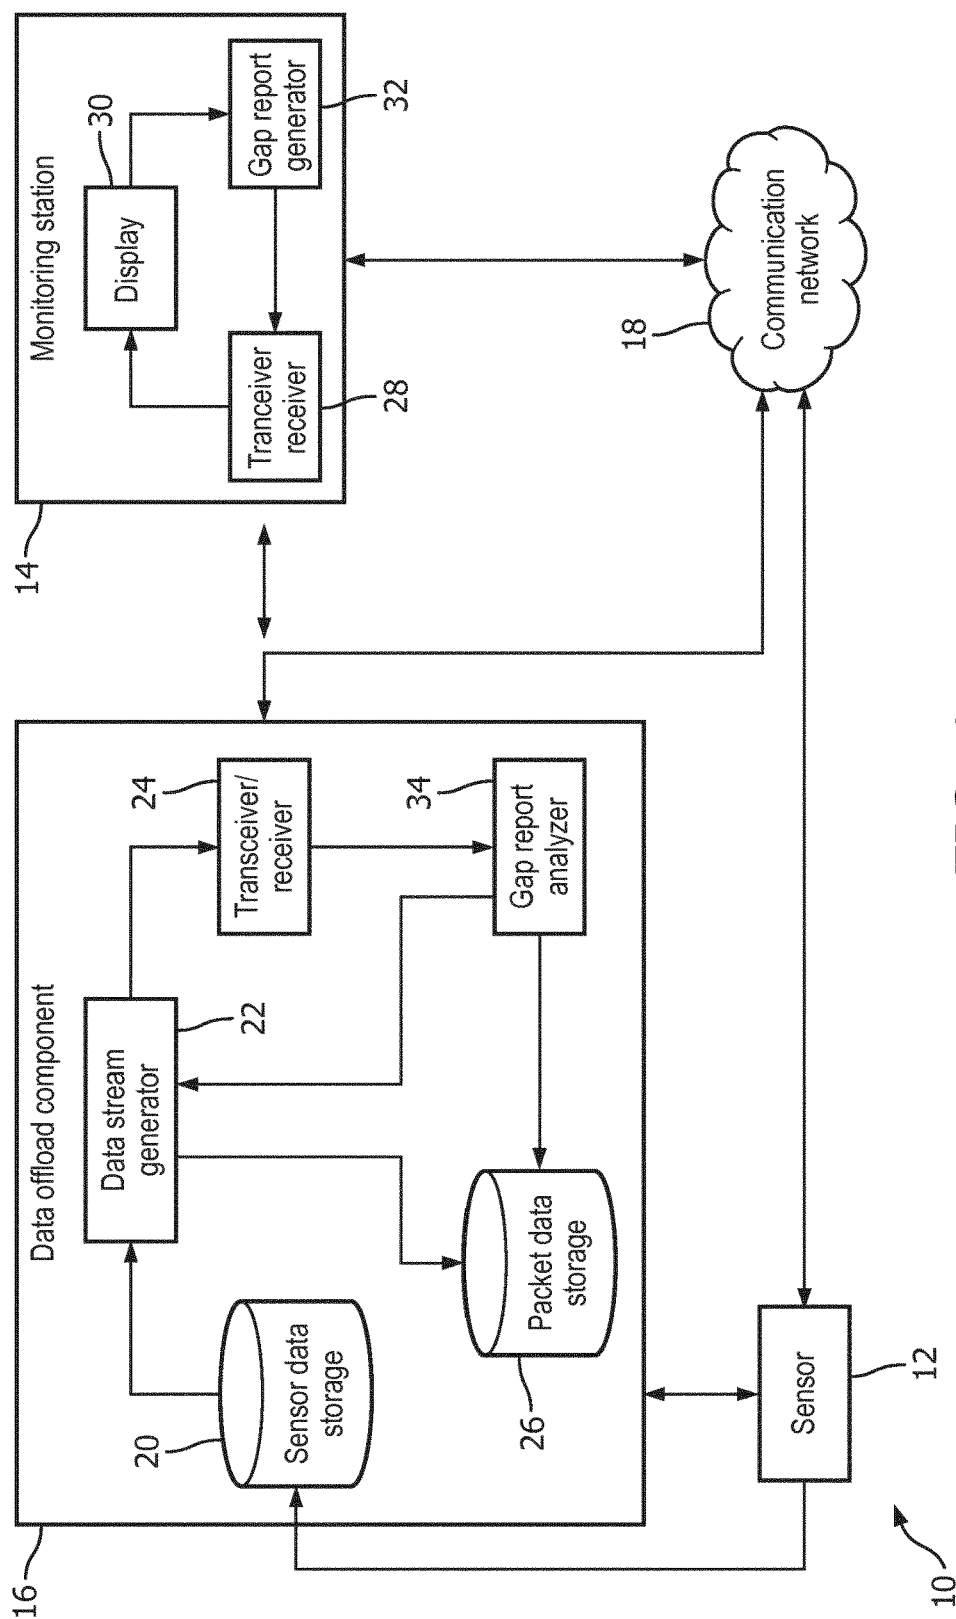 16
Data offload component
20
Sensor data
storage
Data stream
generator
22
24
Transceiver/
receiver
34
Gap report
analyzer
26
Packet data
storage
14
Monitoring station
30
Display
Tranceiver
receiver
28
Gap report
generator
32
18
Communication
network
Sensor
12
10